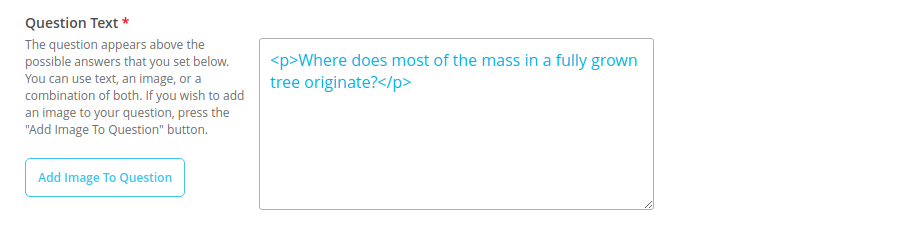 Question Text *
The question appears above the
possible answers that you set below.
You can use text, an image, or a
combination of both. If you wish to add
an image to your question, press the
"Add Image To Question" button.
Add Image To Question
<p>Where does most of the mass in a fully grown
tree originate?</p>